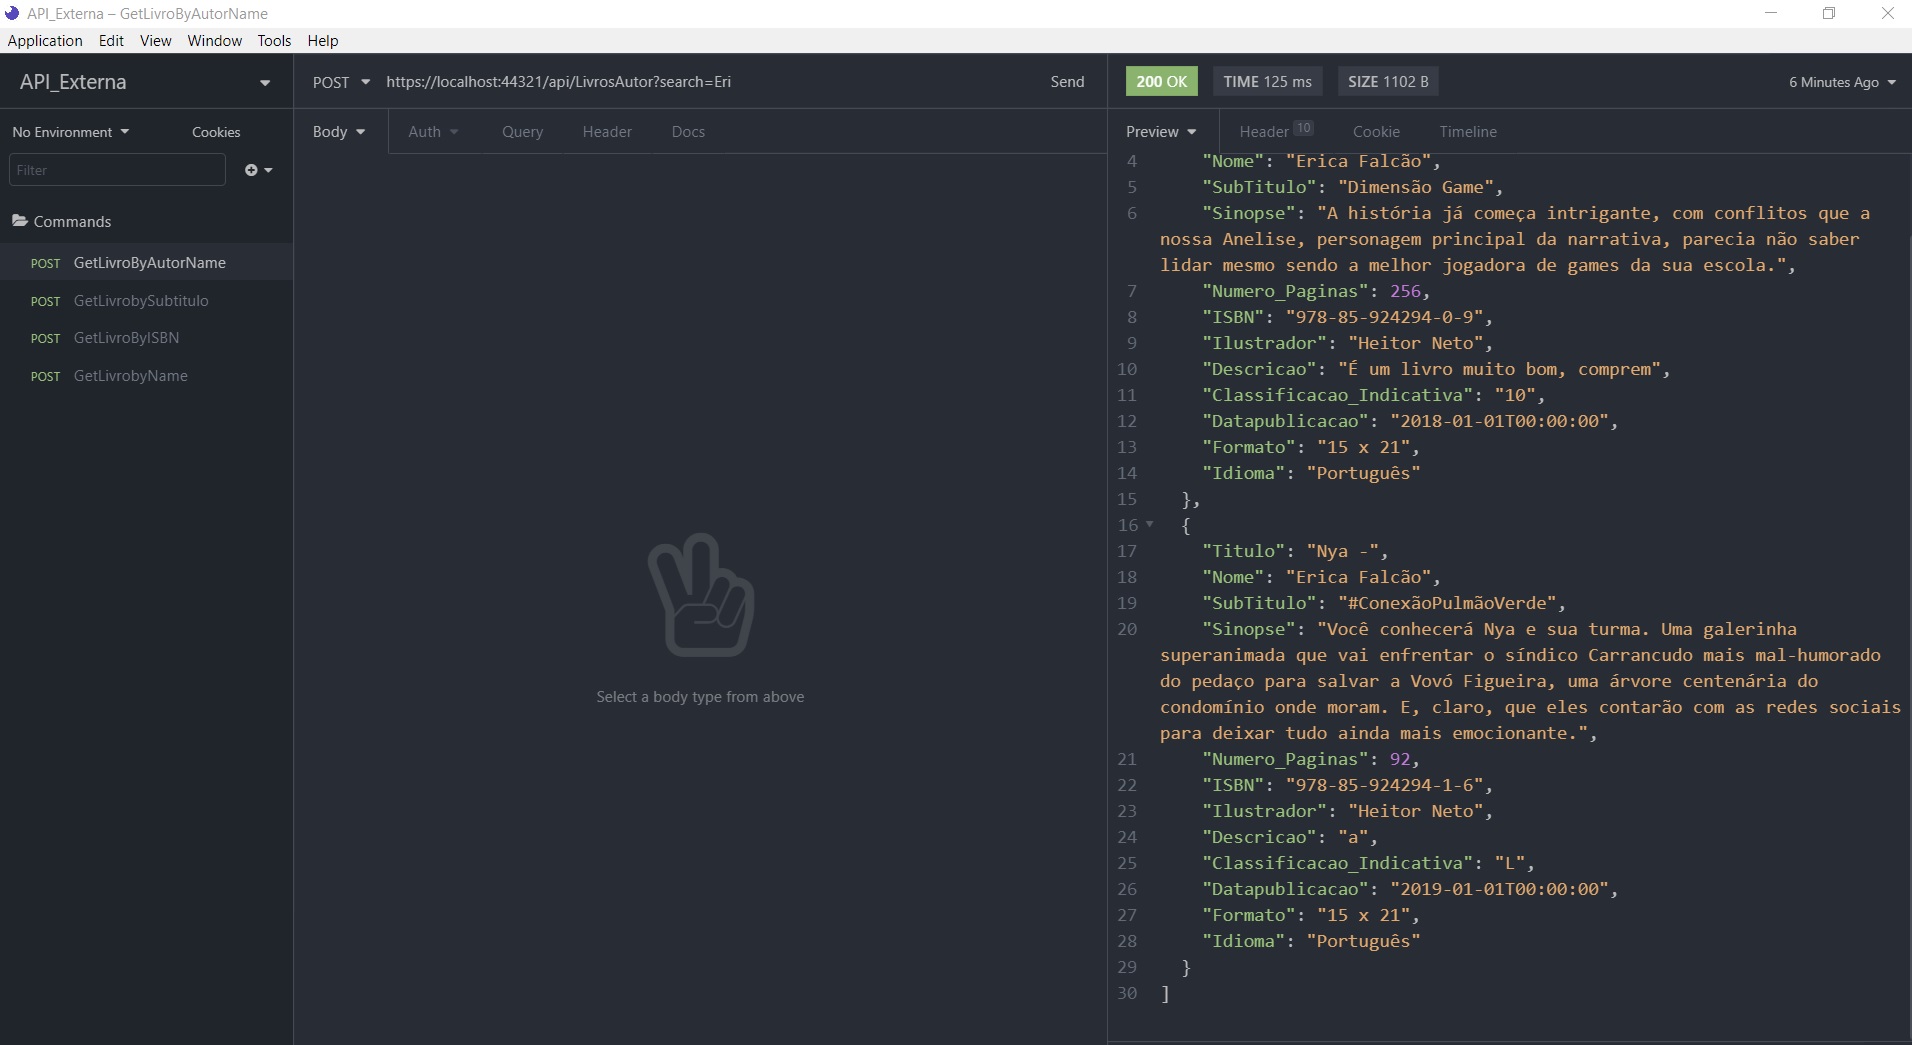 API_Externa – GetLivroByAutorName
Application Edit View Window Tools Help
API_Externa
POST https://localhost:44321/api/LivrosAutor?search=Eri Send
200 OK TIME 125 ms SIZE 1102 B 6 Minutes Ago
No Environment Cookies
Body Auth Query Header Docs
Preview Header 10 Cookie Timeline
Filter
Commands
POST GetLivroByAutorName
POST GetLivrobySubtitulo
POST GetLivroByISBN
POST GetLivrobyName
Select a body type from above
4 "Nome": "Erica Falcão",
5 "SubTitulo": "Dimensão Game",
6 "Sinopse": "A história já começa intrigante, com conflitos que a
nossa Anelise, personagem principal da narrativa, parecia não saber
lidar mesmo sendo a melhor jogadora de games da sua escola.",
7 "Numero_Paginas": 256,
8 "ISBN": "978-85-924294-0-9",
9 "Ilustrador": "Heitor Neto",
10 "Descricao": "É um livro muito bom, comprem",
11 "Classificacao_Indicativa": "10",
12 "Datapublicacao": "2018-01-01T00:00:00",
13 "Formato": "15 x 21",
14 "Idioma": "Português"
15 },
16 {
17 "Titulo": "Nya -",
18 "Nome": "Erica Falcão",
19 "SubTitulo": "#ConexãoPulmãoVerde",
20 "Sinopse": "Você conhecerá Nya e sua turma. Uma galerinha
superanimada que vai enfrentar o síndico Carrancudo mais mal-humorado
do pedaço para salvar a Vovó Figueira, uma árvore centenária do
condomínio onde moram. E, claro, que eles contarão com as redes sociais
para deixar tudo ainda mais emocionante.",
21 "Numero_Paginas": 92,
22 "ISBN": "978-85-924294-1-6",
23 "Ilustrador": "Heitor Neto",
24 "Descricao": "a",
25 "Classificacao_Indicativa": "L",
26 "Datapublicacao": "2019-01-01T00:00:00",
27 "Formato": "15 x 21",
28 "Idioma": "Português"
29 }
30 ]